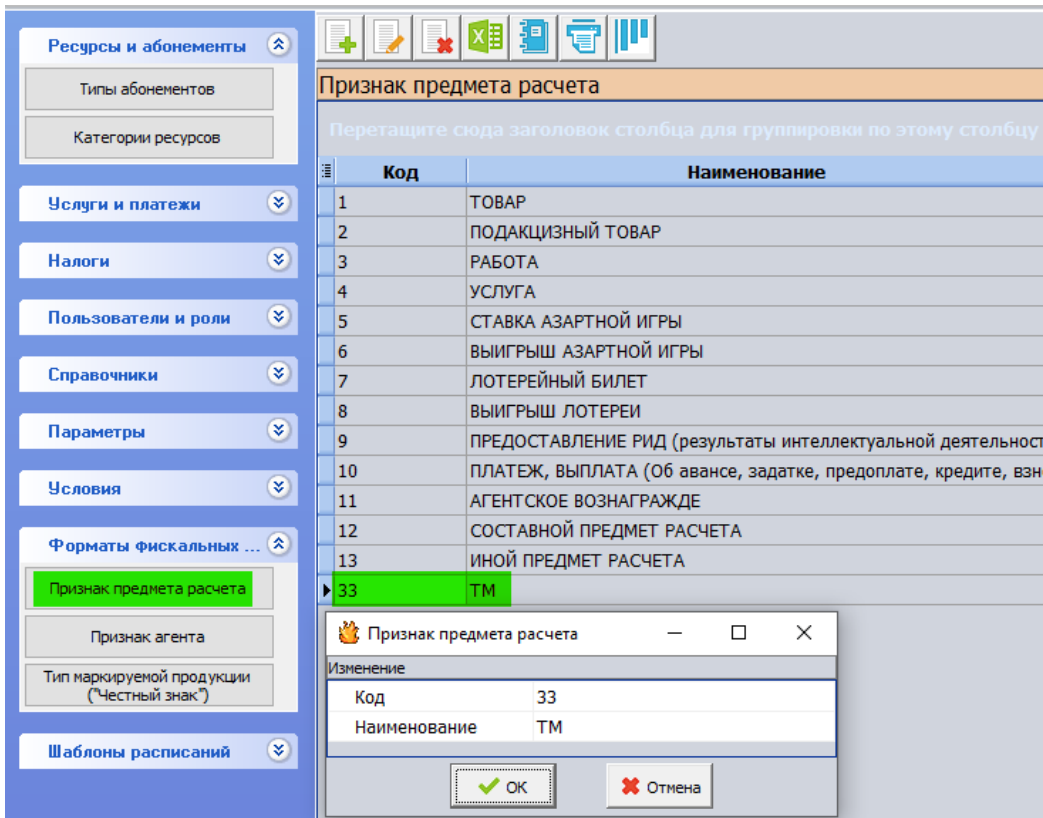 Ресурсы и абонементы
Типы абонементов
Категории ресурсов
Услуги и платежи
Налоги
Пользователи и роли
Справочники
Параметры
Условия
Форматы фискальных ...
Признак предмета расчета
Признак агента
Тип маркируемой продукции
("Честный знак")
Шаблоны расписаний
Признак предмета расчета
Перетащите сюда заголовок столбца для группировки по этому столбцу
Код Наименование
1 ТОВАР
2 ПОДАКЦИЗНЫЙ ТОВАР
3 РАБОТА
4 УСЛУГА
5 СТАВКА АЗАРТНОЙ ИГРЫ
6 ВЫИГРЫШ АЗАРТНОЙ ИГРЫ
7 ЛОТЕРЕЙНЫЙ БИЛЕТ
8 ВЫИГРЫШ ЛОТЕРЕИ
9 ПРЕДОСТАВЛЕНИЕ РИД (результаты интеллектуальной деятельност
10 ПЛАТЕЖ, ВЫПЛАТА (Об авансе, задатке, предоплате, кредите, взн
11 АГЕНТСКОЕ ВОЗНАГРАЖДЕ
12 СОСТАВНОЙ ПРЕДМЕТ РАСЧЕТА
13 ИНОЙ ПРЕДМЕТ РАСЧЕТА
33 ТМ
Признак предмета расчета
Изменение
Код 33
Наименование ТМ
ОК
Отмена